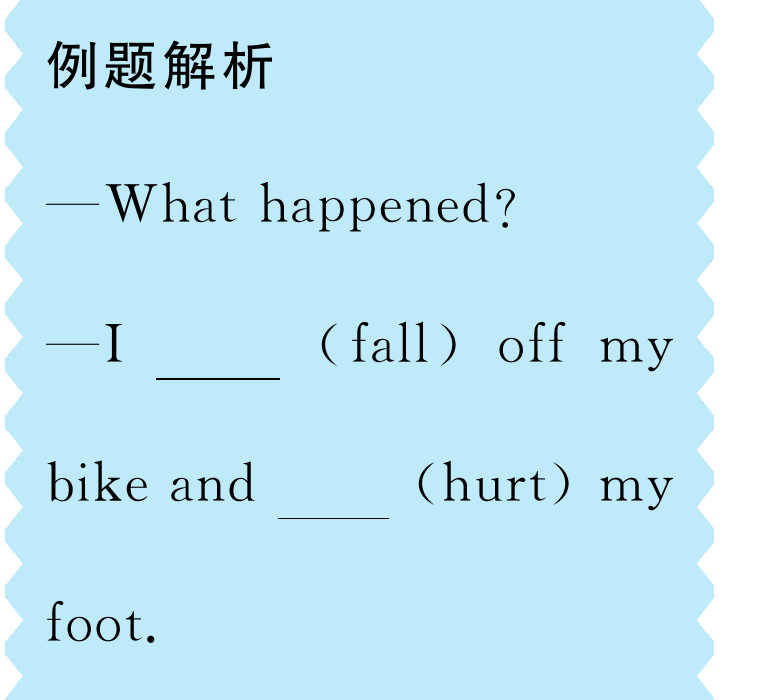 例题解析
—What happened?
—I ____ （fall） off my
bike and ____ （hurt）my
foot.